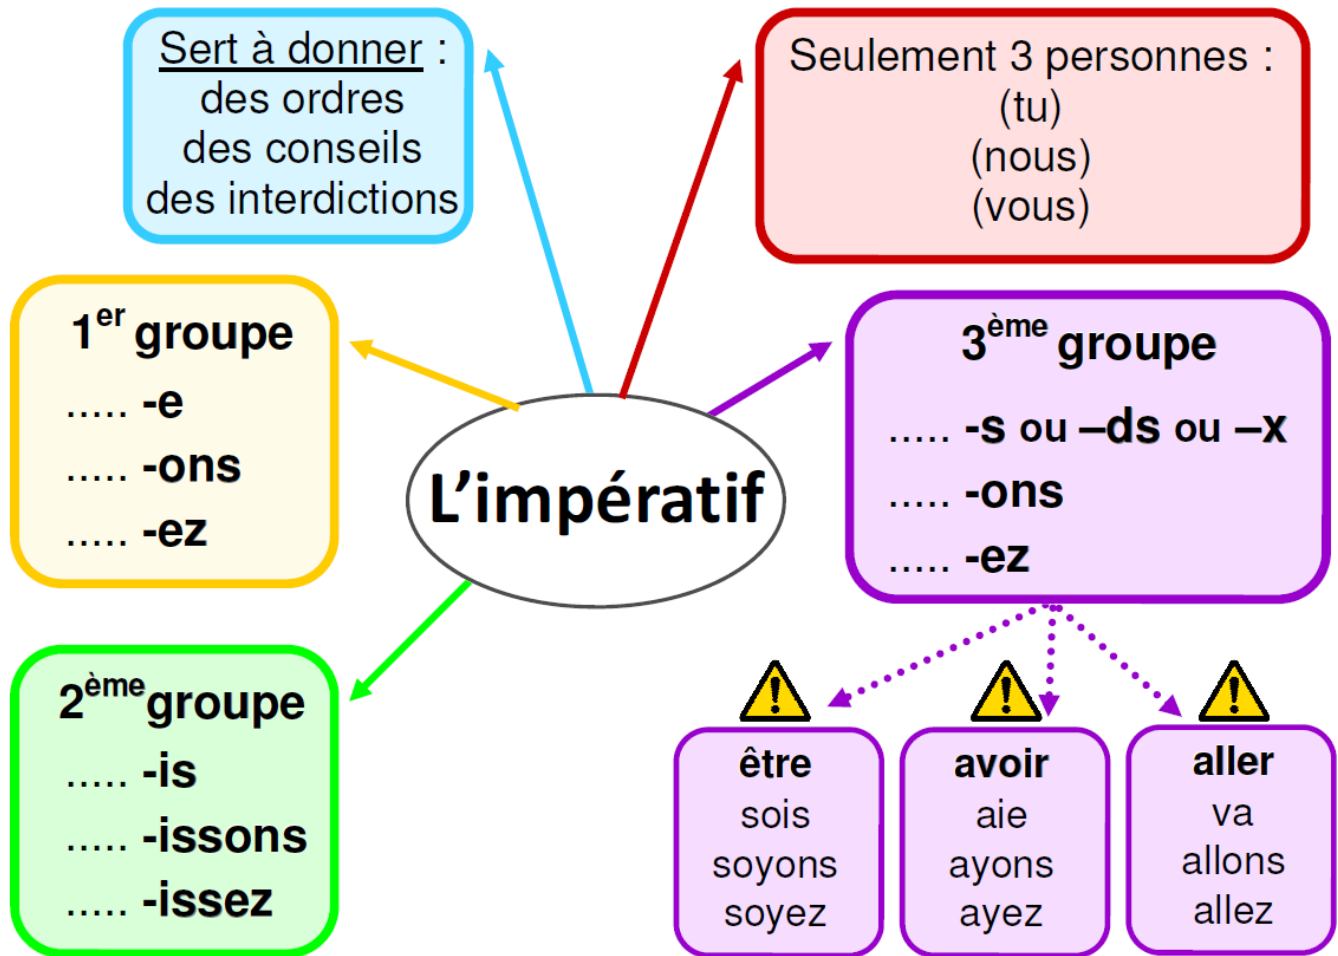 Sert à donner :
des ordres
des conseils
des interdictions
Seulement 3 personnes :
(tu)
(nous)
(vous)
1er groupe
..... -e
..... -ons
..... -ez
3ème groupe
..... -s ou –ds ou –x
..... -ons
..... -ez
L’impératif
2ème groupe
..... -is
..... -issons
..... -issez
être
sois
soyons
soyez
avoir
aie
ayons
ayez
aller
va
allons
allez